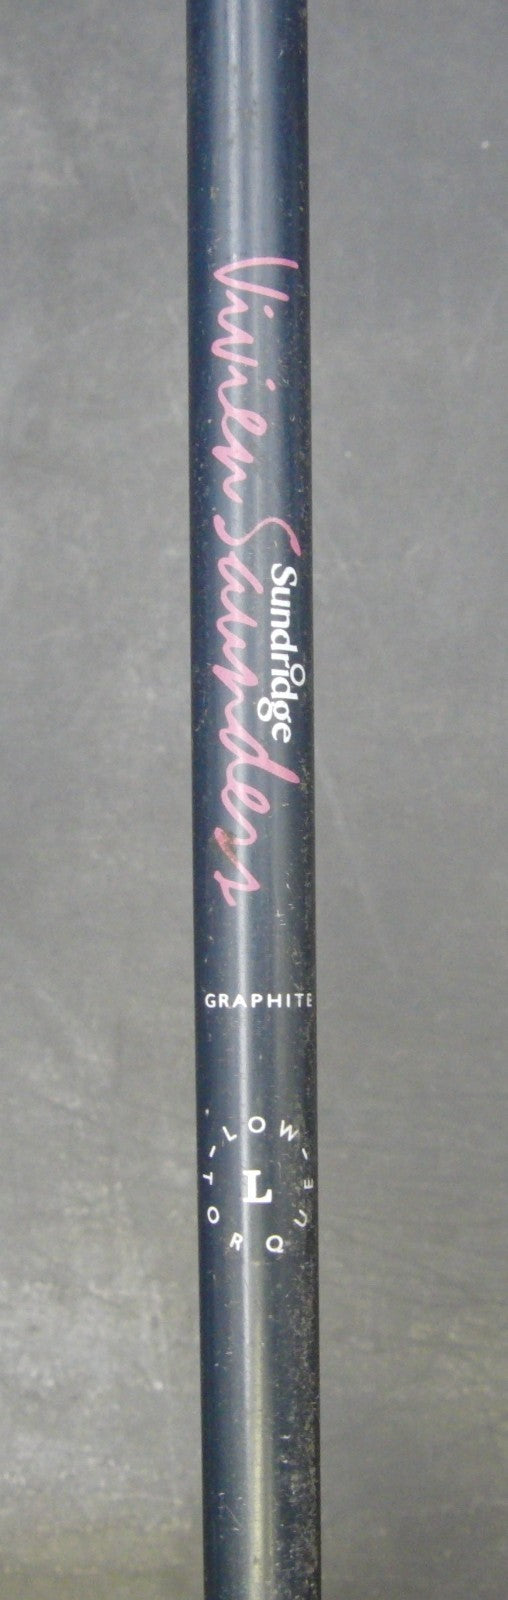 Vivien Saunders
Sundridge
GRAPHITE
LOW-TORQUE-
L